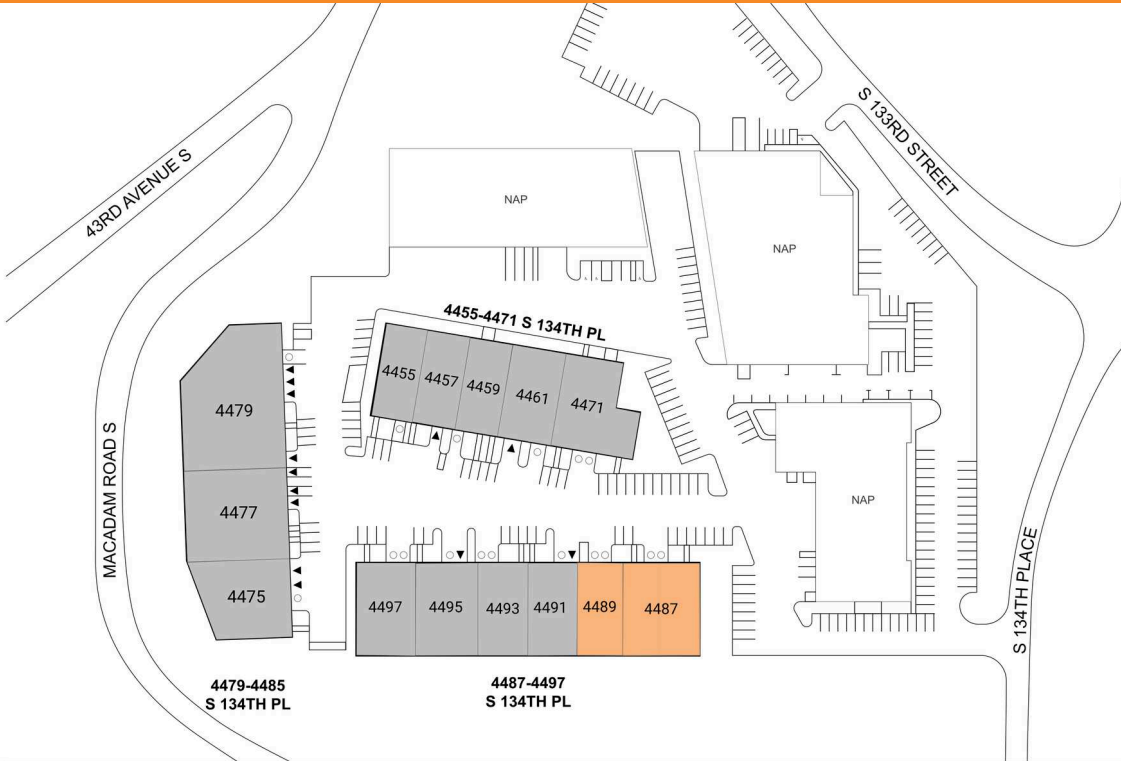 S 133RD STREET
43RD AVENUE S
NAP
NAP
4455-4471 S 134TH PL
4455
4457
4459
4461
4471
4479
4477
4475
MACADAM ROAD S
NAP
S 134TH PLACE
4497
4495
4493
4491
4489
4487
4479-4485
S 134TH PL
4487-4497
S 134TH PL